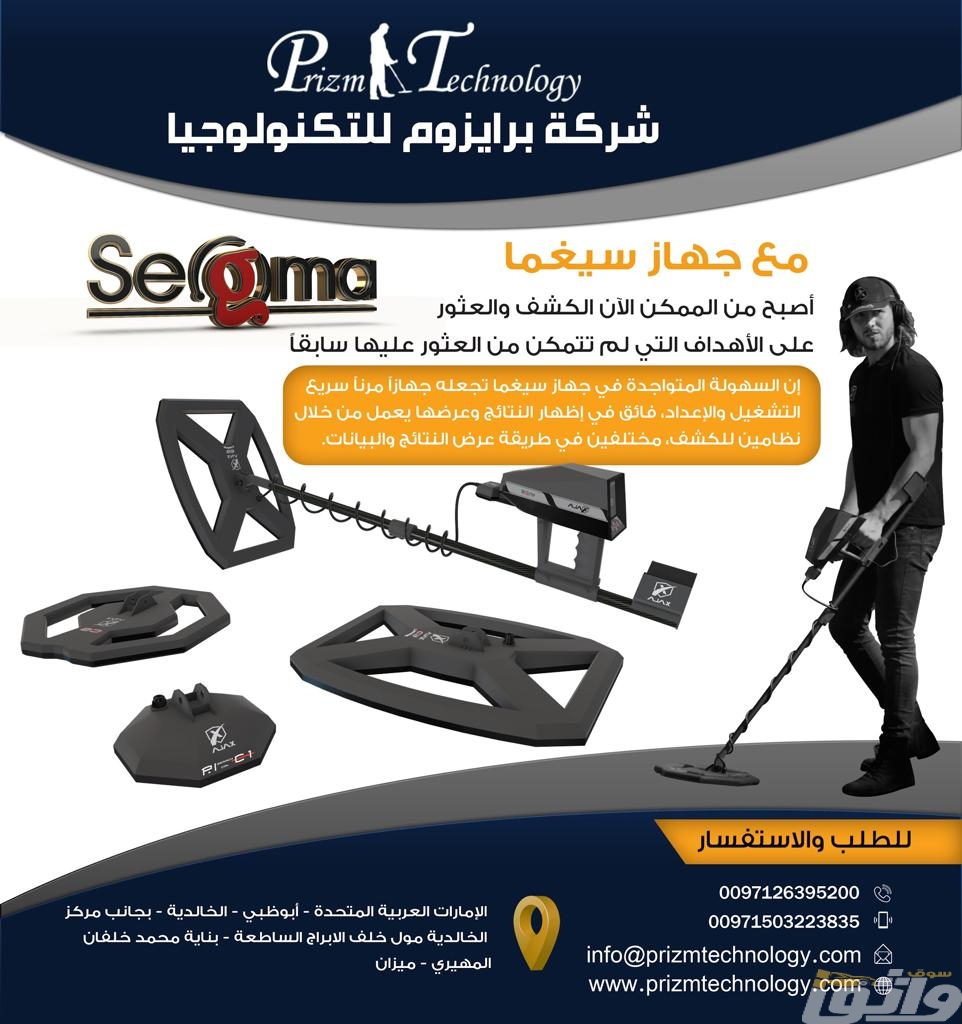 Prizm Technology
شركة برايزوم للتكنولوجيا
Segma
مع جهاز سيغما
أصبح من الممكن الآن الكشف والعثور
على الأهداف التي لم تتمكن من العثور عليها سابقاً
إن السهولة المتواجدة في جهاز سيغما تجعله جهازاً مرناً سريع
التشغيل والإعداد، فائق في إظهار النتائج وعرضها يعمل من خلال
نظامين للكشف، مختلفين في طريقة عرض النتائج والبيانات.
AJAX
AJAX
AJAX
للطلب والاستفسار
0097126395200
00971503223835
info@prizmtechnology.com
www.prizmtechnology.com
الإمارات العربية المتحدة - أبوظبي - الخالدية - بجانب مركز
الخالدية مول خلف الابراج الساطعة - بناية محمد خلفان
المهيري - ميزان
سوق